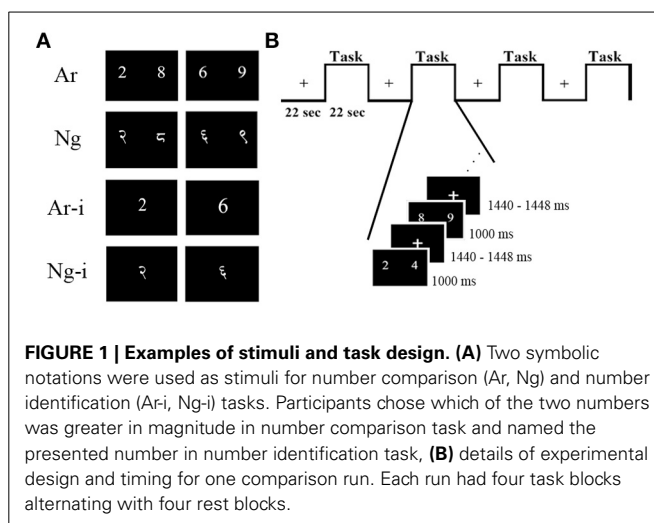 A
B
Ar
2 8 6 9
Ng
२ ८ ६ ९
Ar-i
2 6
Ng-i
२ ६
Task Task Task Task
+ + + +
22 sec 22 sec
+
1440 - 1448 ms
8 9
1000 ms
+
1440 - 1448 ms
2 4
1000 ms
FIGURE 1 | Examples of stimuli and task design. (A) Two symbolic
notations were used as stimuli for number comparison (Ar, Ng) and number
identification (Ar-i, Ng-i) tasks. Participants chose which of the two numbers
was greater in magnitude in number comparison task and named the
presented number in number identification task, (B) details of experimental
design and timing for one comparison run. Each run had four task blocks
alternating with four rest blocks.